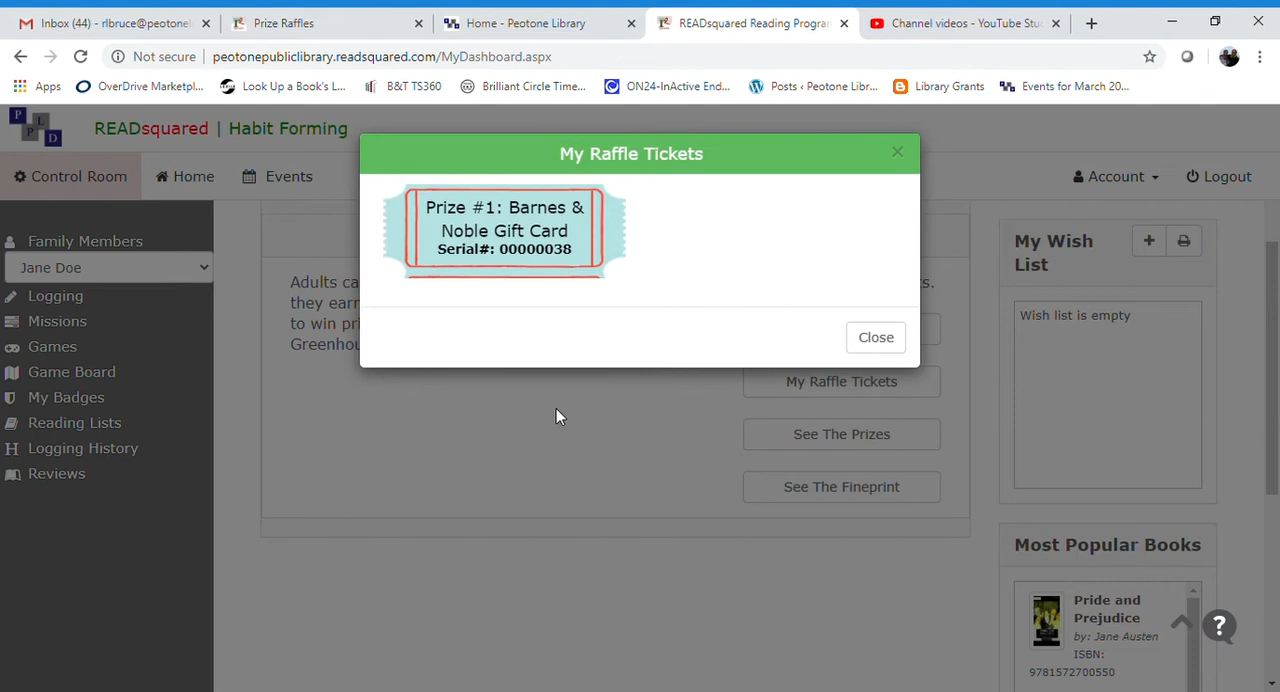 Inbox (44) - rlbruce@peotonel
Prize Raffles
Home - Peotone Library
READsquared Reading Program
Channel videos - YouTube Stu
Not secure
peotonepubliclibrary.readsquared.com/MyDashboard.aspx
Apps
OverDrive Marketpl...
Look Up a Book's L...
B&T TS360
Brilliant Circle Time...
ON24-InActive End...
Posts ‹ Peotone Libr...
Library Grants
Events for March 20...
P L P D
READsquared | Habit Forming
Control Room
Home
Events
Account
Logout
Family Members
Jane Doe
Logging
Missions
Games
Game Board
My Badges
Reading Lists
Logging History
Reviews
My Raffle Tickets
×
Prize #1: Barnes &
Noble Gift Card
Serial#: 00000038
Close
Adults ca
they earn
to win pri
Greenhou
s.
My Raffle Tickets
See The Prizes
See The Fineprint
My Wish
List
Wish list is empty
Most Popular Books
Pride and
Prejudice
by: Jane Austen
ISBN:
9781572700550
?